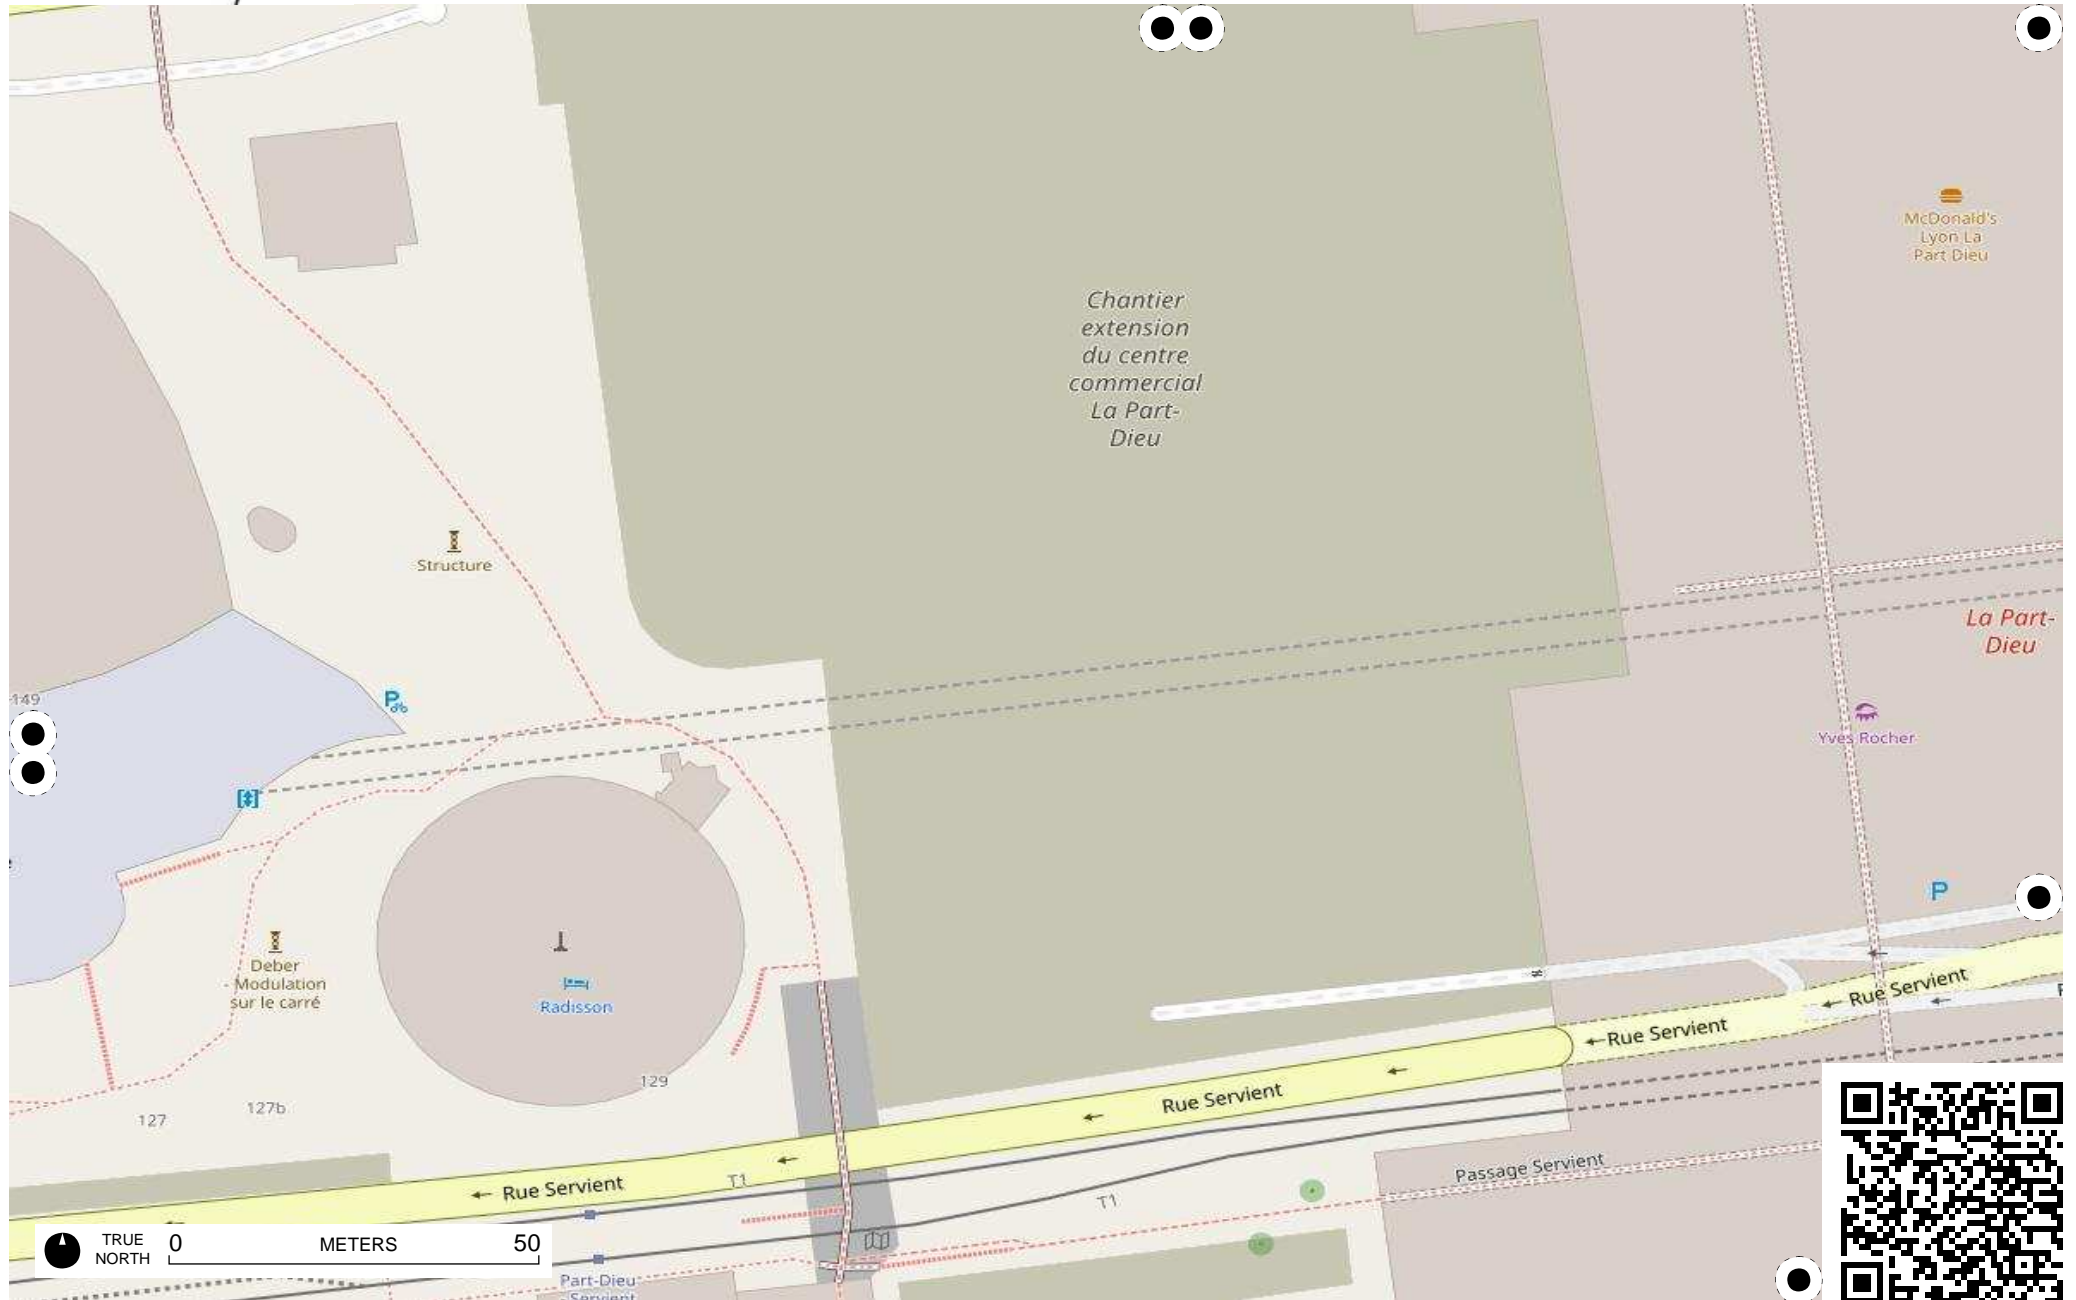 McDonald's
Lyon La
Part Dieu
Chantier
extension
du centre
commercial
La Part-
Dieu
Structure
La Part-
Dieu
149
P
Yves Rocher
P
Deber
- Modulation
sur le carré
Radisson
Rue Servient
Rue Servient
129
Rue Servient
127b
127
Passage Servient
T1
Rue Servient
T1
TRUE
NORTH
0
METERS
50
Part-Dieu
- Servient